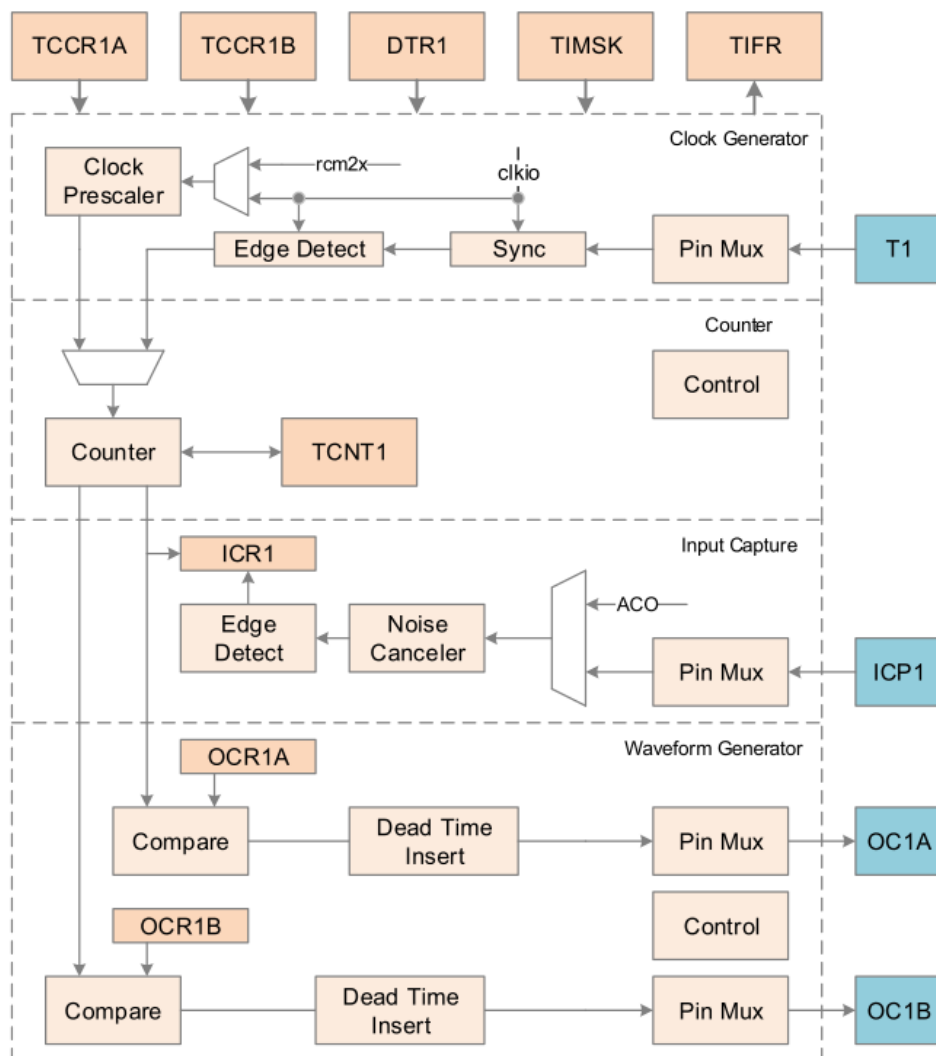 TCCR1A
TCCR1B
DTR1
TIMSK
TIFR
Clock Generator
Clock
Prescaler
rcm2x
clkio
Edge Detect
Sync
Pin Mux
T1
Counter
Control
Counter
TCNT1
Input Capture
ICR1
Edge
Detect
Noise
Canceler
ACO
Pin Mux
ICP1
Waveform Generator
OCR1A
Compare
Dead Time
Insert
Pin Mux
OC1A
Control
OCR1B
Compare
Dead Time
Insert
Pin Mux
OC1B